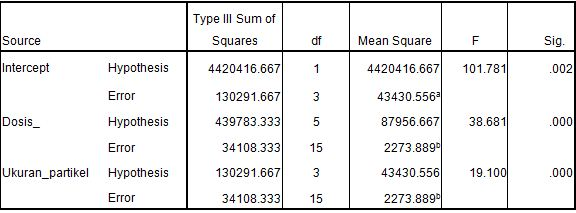 Source Type III Sum of Squares df Mean Square F Sig.
Intercept Hypothesis 4420416.667 1 4420416.667 101.781 .002
Error 130291.667 3 43430.556a
Dosis_ Hypothesis 439783.333 5 87956.667 38.681 .000
Error 34108.333 15 2273.889b
Ukuran_partikel Hypothesis 130291.667 3 43430.556 19.100 .000
Error 34108.333 15 2273.889b